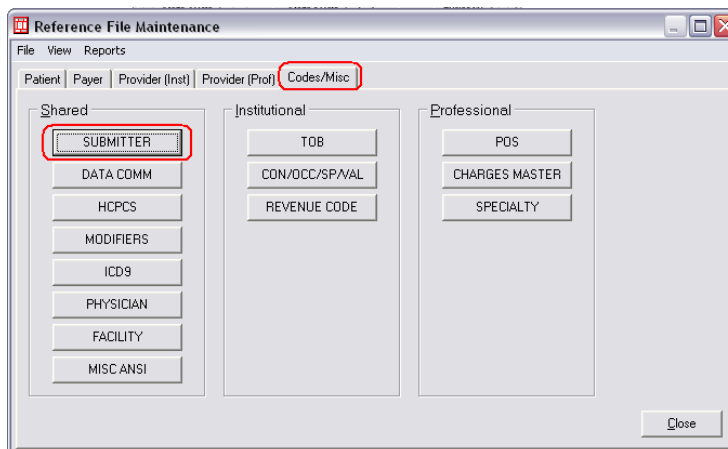 Reference File Maintenance
File View Reports
Patient Payer Provider (Inst) Provider (Prof) Codes/Misc
Shared
SUBMITTER
DATA COMM
HCPCS
MODIFIERS
ICD9
PHYSICIAN
FACILITY
MISC ANSI
Institutional
TOB
CON/OCC/SP/VAL
REVENUE CODE
Professional
POS
CHARGES MASTER
SPECIALTY
Close